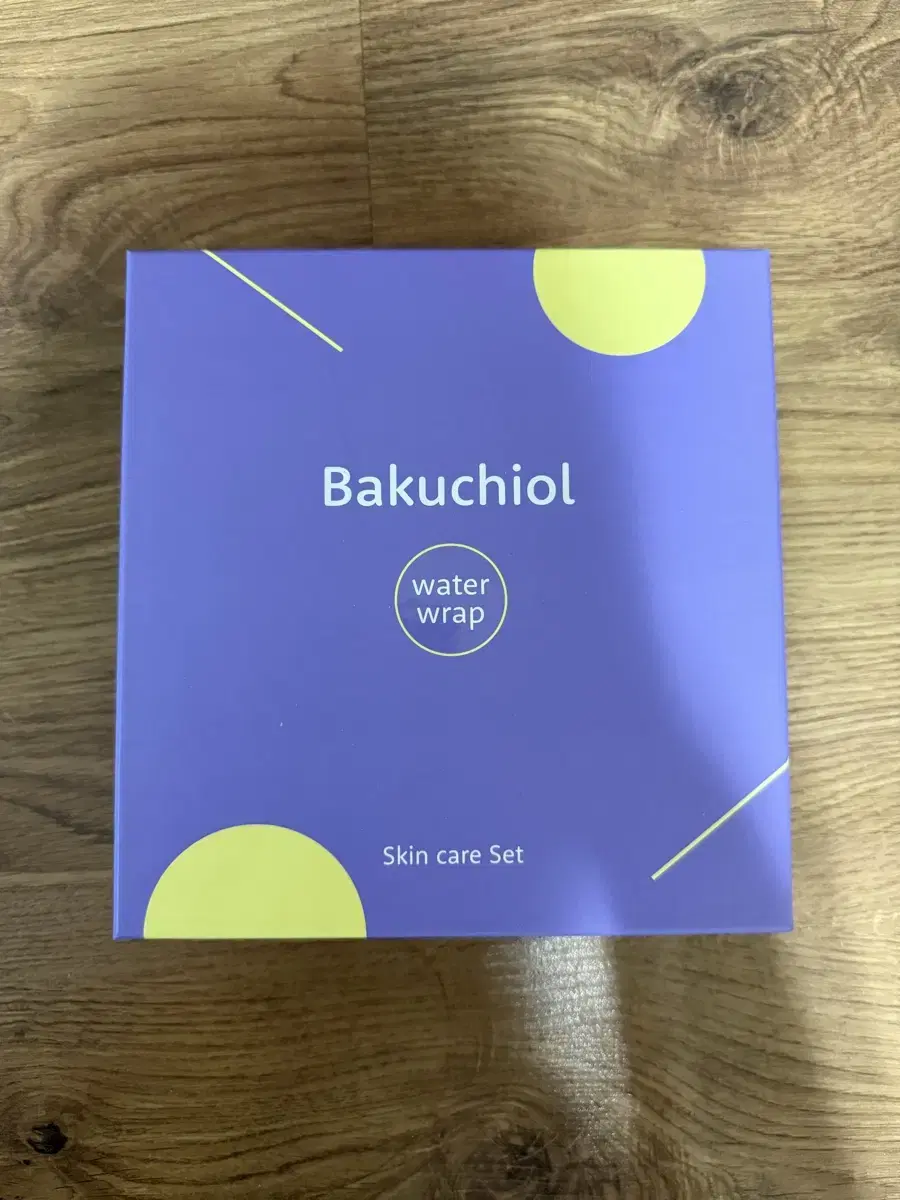 Bakuchiol
water
wrap
Skin care Set